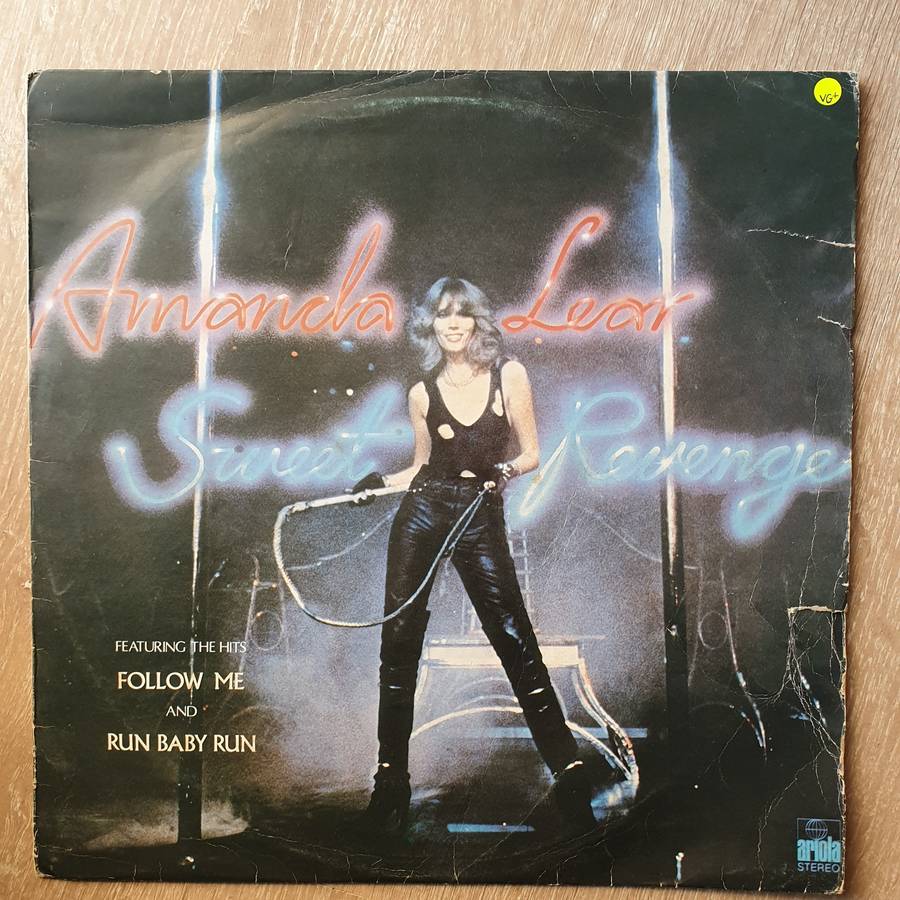 VG+
Amanda Lear
Sweet Revenge
FEATURING THE HITS
FOLLOW ME
AND
RUN BABY RUN
ariola
STEREO